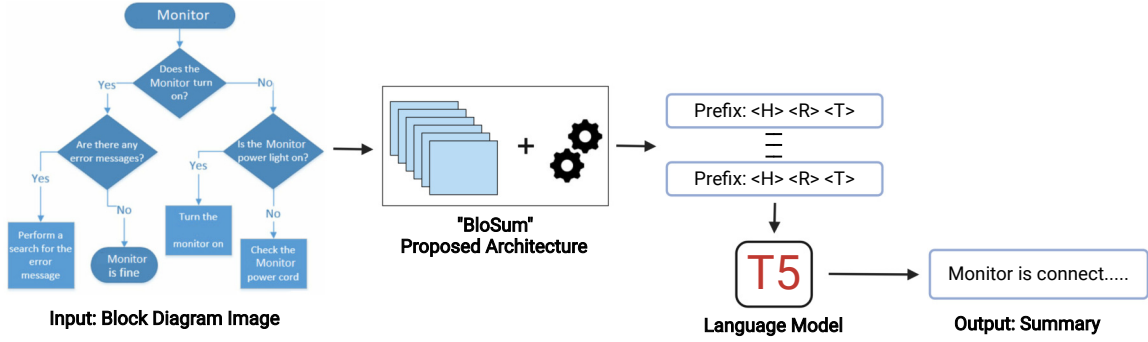 Monitor
Does the
Monitor turn
on?
Yes
No
Are there any
error messages?
Is the Monitor
power light on?
Yes
No
Yes
No
Perform a
search for the
error
message
Monitor
is fine
Turn the
monitor on
Check the
Monitor
power cord
Input: Block Diagram Image
+
"BloSum"
Proposed Architecture
Prefix: <H> <R> <T>
Prefix: <H> <R> <T>
T5
Language Model
Monitor is connect.....
Output: Summary